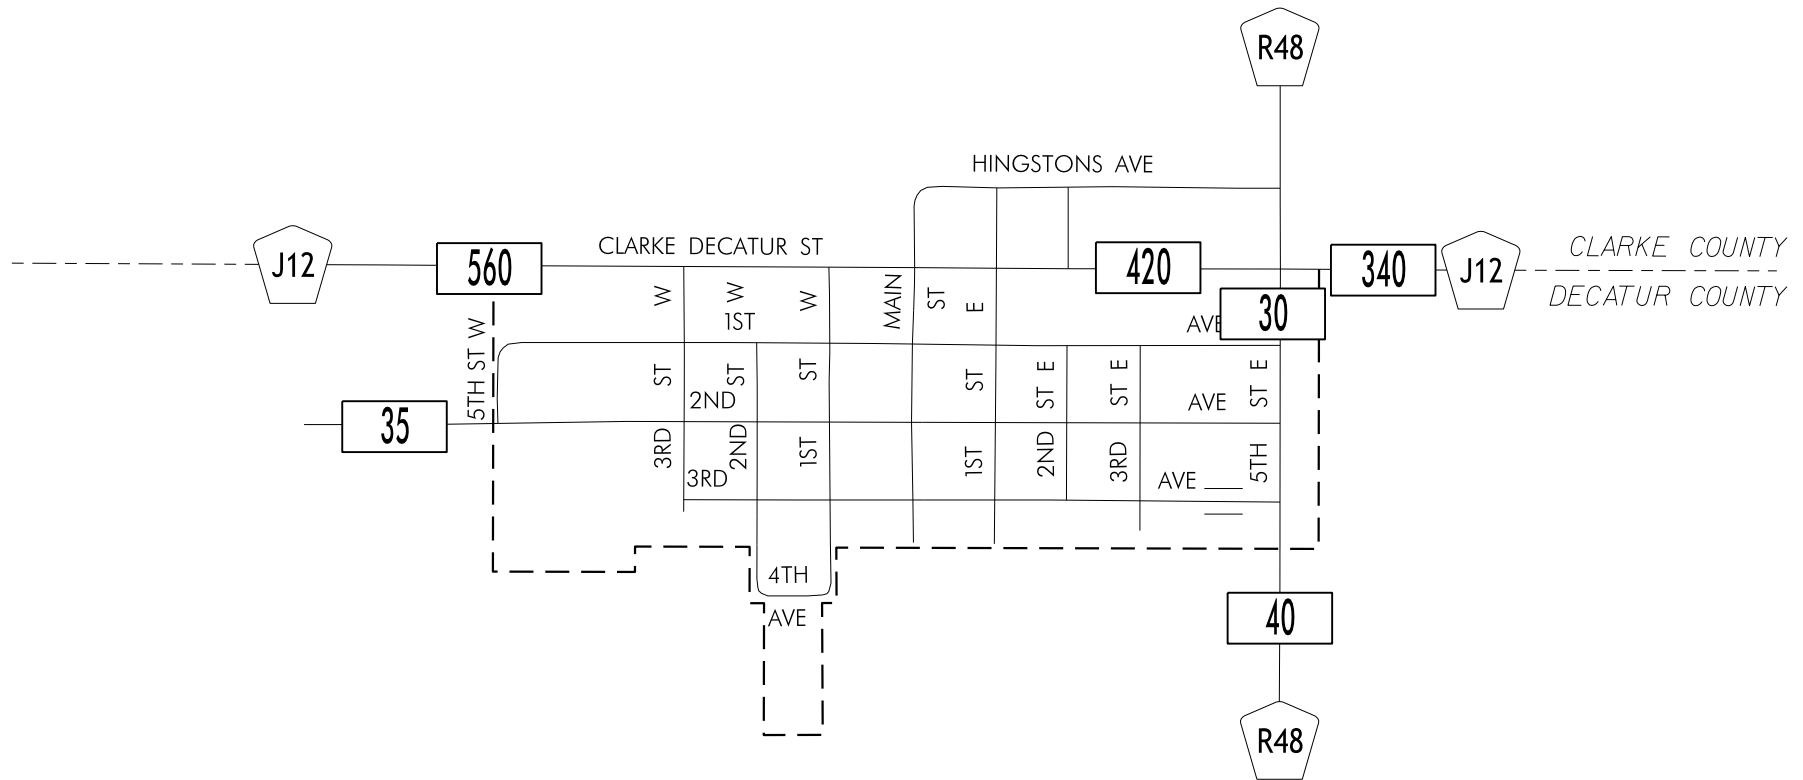 R48
HINGSTONS AVE
CLARKE DECATUR ST
J12
560
420
340
J12
CLARKE COUNTY
DECATUR COUNTY
30
1ST AVE
2ND AVE
3RD AVE
4TH
AVE
5TH ST W
3RD ST W
2ND ST W
1ST ST W
MAIN ST
1ST ST E
2ND ST E
3RD ST E
5TH ST E
35
40
R48